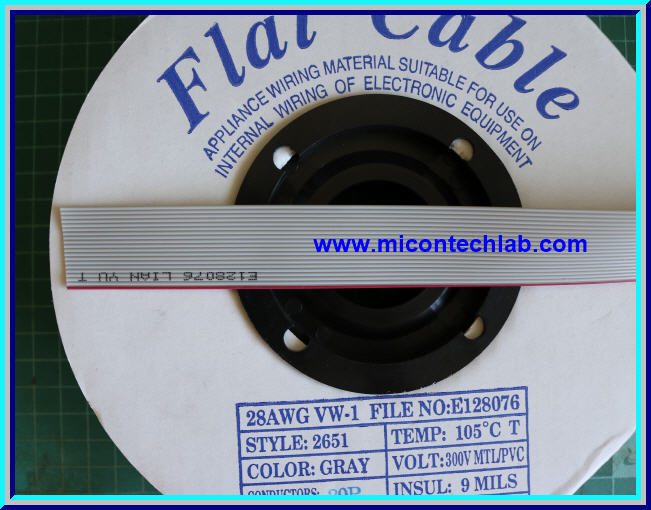 Flat Cable
APPLIANCE WIRING MATERIAL SUITABLE FOR USE ON
INTERNAL WIRING OF ELECTRONIC EQUIPMENT
www.micontechlab.com
E128076 LIAN YU T
28AWG VW-1 FILE NO:E128076
STYLE: 2651 TEMP: 105°C T
COLOR: GRAY VOLT:300V MTL/PVC
CONDUCTORS: 20P INSUL: 9 MILS